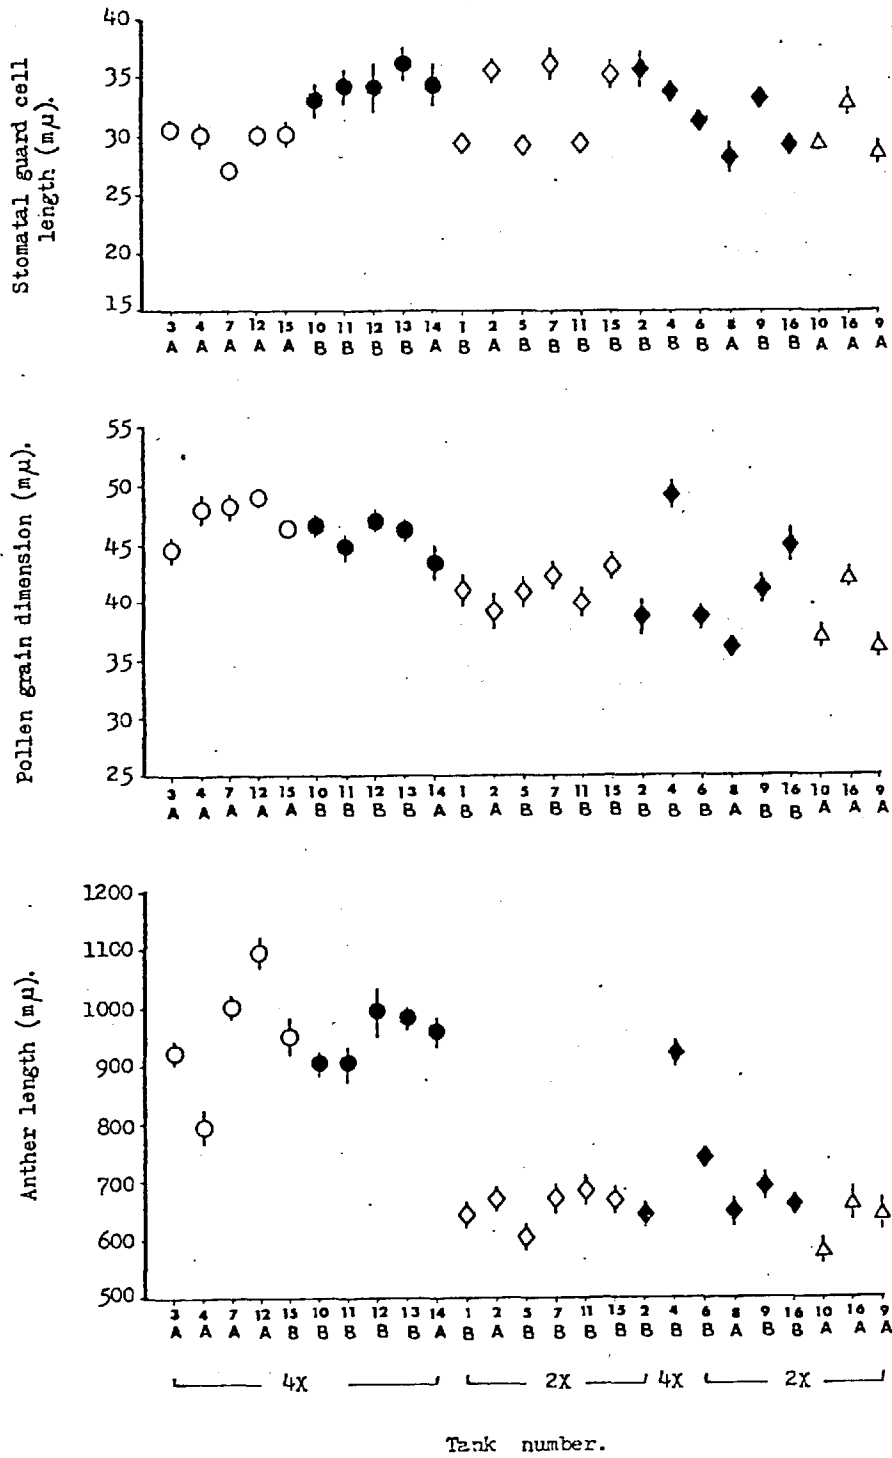 Stomatal guard cell
length (mµ).
40
35
30
25
20
15
3 4 7 12 15 10 11 12 13 14 1 2 5 7 11 15 2 4 6 8 9 16 10 16 9
A A A A A B B B B A B A B B B B B B B A B B A A A
Pollen grain dimension (mµ).
55
50
45
40
35
30
25
3 4 7 12 15 10 11 12 13 14 1 2 5 7 11 15 2 4 6 8 9 16 10 16 9
A A A A A B B B B A B A B B B B B B B A B B A A A
Anther length (mµ).
1200
1100
1000
900
800
700
600
500
3 4 7 12 15 10 11 12 13 14 1 2 5 7 11 15 2 4 6 8 9 16 10 16 9
A A A A B B B B B A B A B B B B B B B A B B A A A
4X 2X 4X 2X
Tank number.